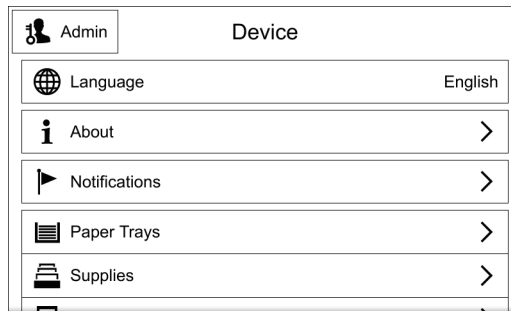 Admin
Device
Language English
About
Notifications
Paper Trays
Supplies